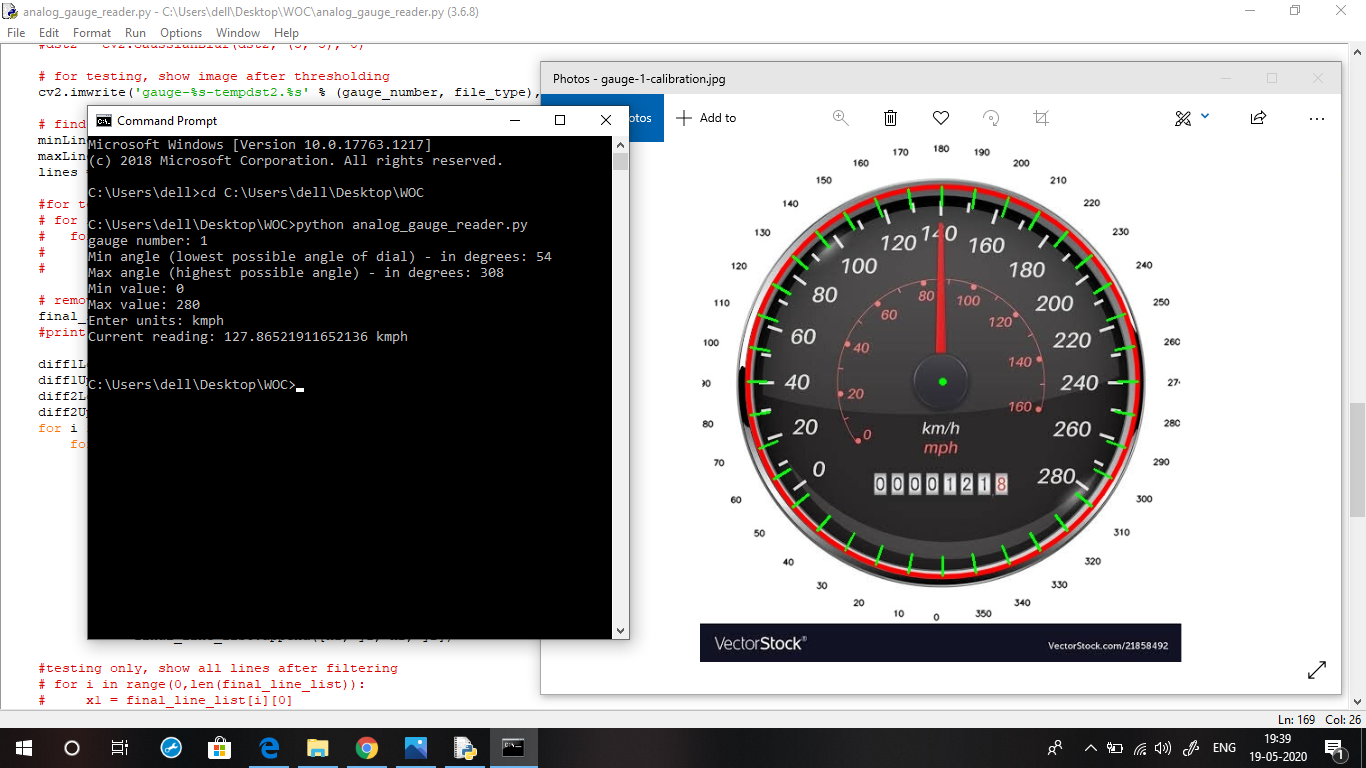 analog_gauge_reader.py - C:\Users\dell\Desktop\WOC\analog_gauge_reader.py (3.6.8)
File Edit Format Run Options Window Help
#dst2 = cv2.GaussianBlur(dst2, (5, 5), 0)
# for testing, show image after thresholding
cv2.imwrite('gauge-%s-tempdst2.%s' % (gauge_number, file_type),
# find
minLin
maxLin
lines
#for te
# for
# fo
#
#
# remo
final_
#print
diff1L
diff1U
diff2L
diff2U
for i
fo
#testing only, show all lines after filtering
# for i in range(0,len(final_line_list)):
# x1 = final_line_list[i][0]
Ln: 169 Col: 26
Command Prompt
Microsoft Windows [Version 10.0.17763.1217]
(c) 2018 Microsoft Corporation. All rights reserved.
C:\Users\dell>cd C:\Users\dell\Desktop\WOC
C:\Users\dell\Desktop\WOC>python analog_gauge_reader.py
gauge number: 1
Min angle (lowest possible angle of dial) - in degrees: 54
Max angle (highest possible angle) - in degrees: 308
Min value: 0
Max value: 280
Enter units: kmph
Current reading: 127.86521911652136 kmph
C:\Users\dell\Desktop\WOC>
Photos - gauge-1-calibration.jpg
otos
Add to
180
170 190
160 200
150 210
140 220
130 230
120 240
110 250
100 260
90 27
80 280
70 290
60 300
50 310
40 320
30 330
20 340
10 350
0
140
120 160
100 180
80 200
60 220
40 240
20 260
0 280
80 100
60 120
40 140
20 160
0
km/h
mph
00001218
VectorStock®
VectorStock.com/21858492
ENG
19:39
19-05-2020
1